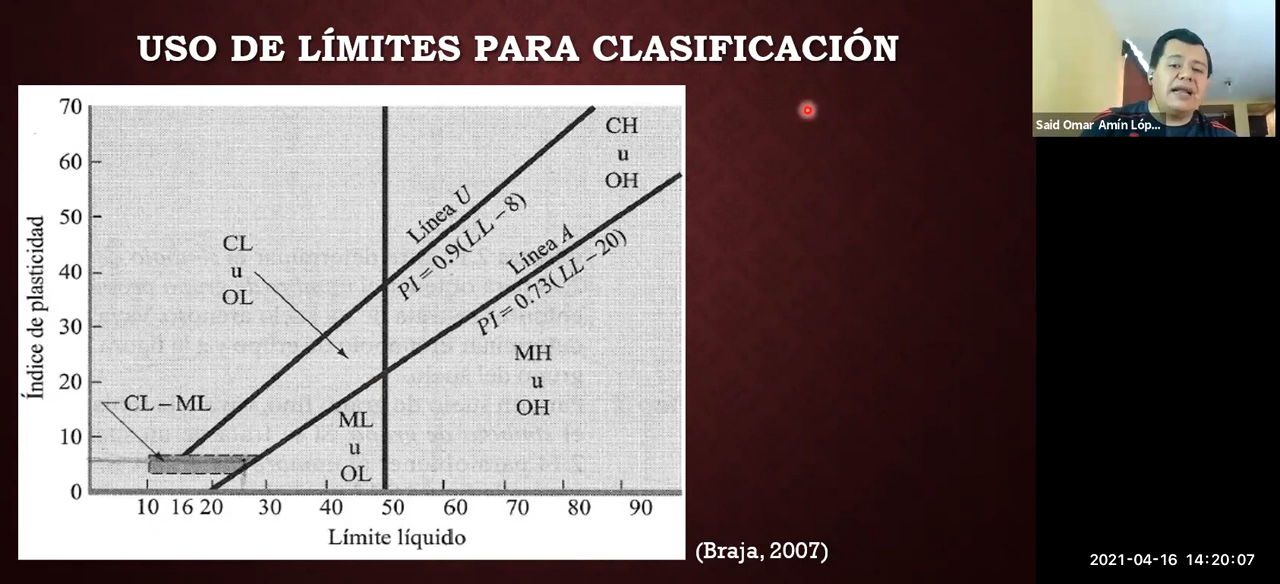 USO DE LÍMITES PARA CLASIFICACIÓN
Said Omar Amín Lóp...
70
60
50
40
30
20
10
0
Índice de plasticidad
CH
u
OH
Línea U
PI = 0.9(LL – 8)
Línea A
PI = 0.73(LL – 20)
CL
u
OL
MH
u
OH
CL – ML
ML
u
OL
10 16 20 30 40 50 60 70 80 90
Límite líquido
(Braja, 2007)
2021-04-16 14:20:07